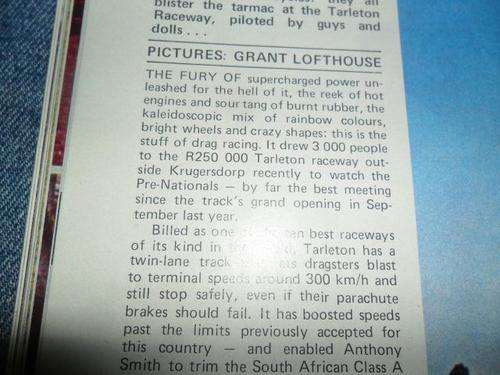 blister the tarmac at the Tarleton
Raceway, piloted by guys and
dolls . . .
PICTURES: GRANT LOFTHOUSE
THE FURY OF supercharged power un-
leashed for the hell of it, the reek of hot
engines and sour tang of burnt rubber, the
kaleidoscopic mix of rainbow colours,
bright wheels and crazy shapes: this is the
stuff of drag racing. It drew 3 000 people
to the R250 000 Tarleton raceway out-
side Krugersdorp recently to watch the
Pre-Nationals — by far the best meeting
since the track's grand opening in Sep-
tember last year.
Billed as one ten best raceways
of its kind in Tarleton has a
twin-lane track dragsters blast
to terminal speeds around 300 km/h and
still stop safely, even if their parachute
brakes should fail. It has boosted speeds
past the limits previously accepted for
this country — and enabled Anthony
Smith to trim the South African Class A